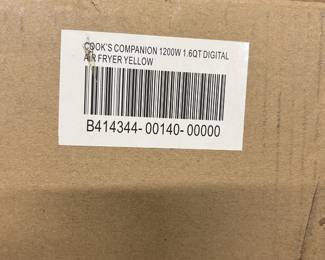 COOK'S COMPANION 1200W 1.6QT DIGITAL
AIR FRYER YELLOW
B414344- 00140- 00000